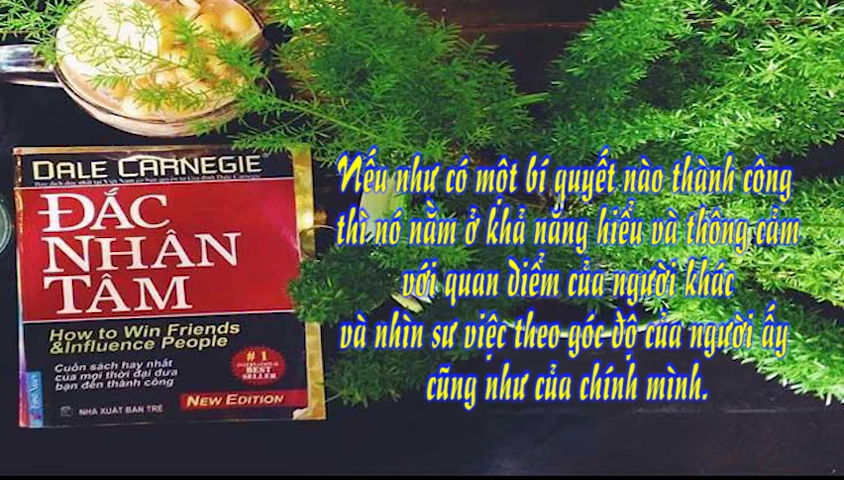 DALE CARNEGIE
ĐẮC
NHÂN
TÂM
How to Win Friends
&Influence People
Cuốn sách hay nhất
của mọi thời đại đưa
bạn đến thành công
#1
INTERNATIONAL
BEST
SELLER
NHÀ XUẤT BẢN TRẺ
NEW EDITION
Nếu như có một bí quyết nào thành công
thì nó nằm ở khả năng hiểu và thông cảm
với quan điểm của người khác
và nhìn sư việc theo góc độ của người ấy
cũng như của chính mình.